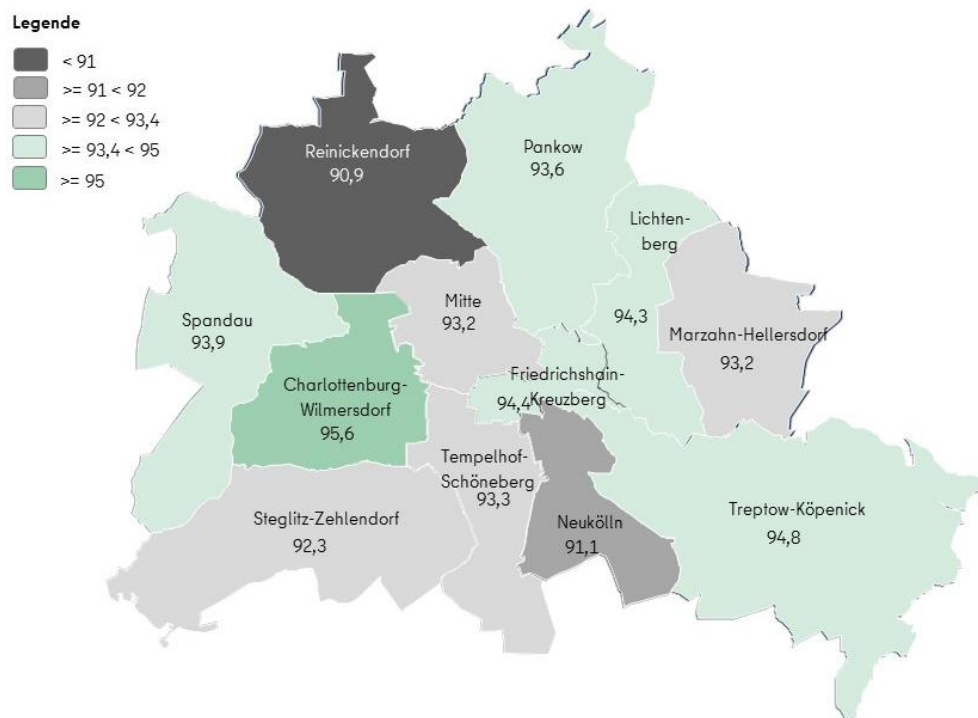 Legende
< 91
>= 91 < 92
>= 92 < 93,4
>= 93,4 < 95
>= 95
Reinickendorf
90,9
Pankow
93,6
Lichten-
berg
94,3
Mitte
93,2
Spandau
93,9
Marzahn-Hellersdorf
93,2
Charlottenburg-
Wilmersdorf
95,6
Friedrichshain-
Kreuzberg
94,4
Tempelhof-
Schöneberg
93,3
Steglitz-Zehlendorf
92,3
Neukölln
91,1
Treptow-Köpenick
94,8